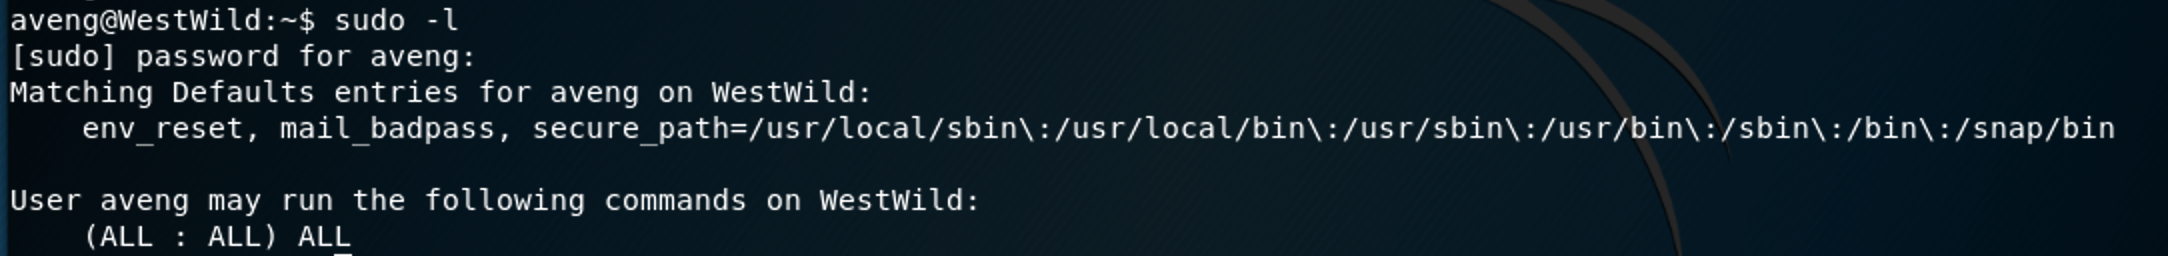 aveng@WestWild:~$ sudo -l
[sudo] password for aveng:
Matching Defaults entries for aveng on WestWild:
    env_reset, mail_badpass, secure_path=/usr/local/sbin\:/usr/local/bin\:/usr/sbin\:/usr/bin\:/sbin\:/bin\:/snap/bin

User aveng may run the following commands on WestWild:
    (ALL : ALL) ALL